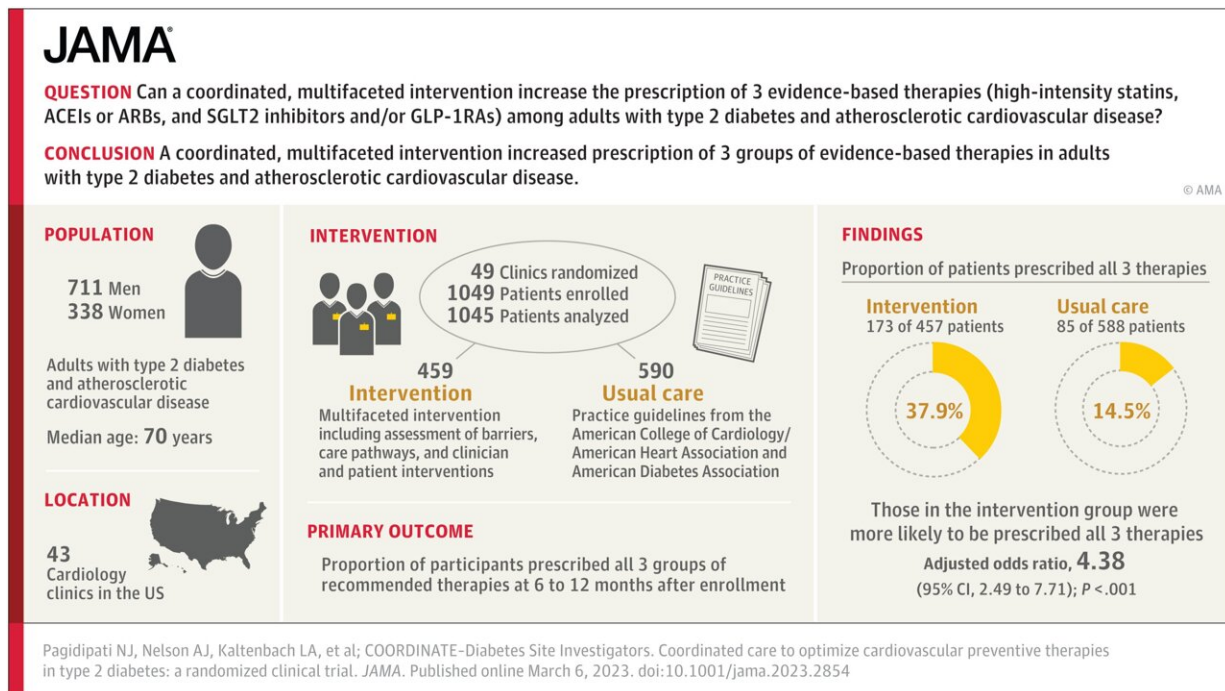 JAMA®
QUESTION Can a coordinated, multifaceted intervention increase the prescription of 3 evidence-based therapies (high-intensity statins,
ACEIs or ARBs, and SGLT2 inhibitors and/or GLP-1RAs) among adults with type 2 diabetes and atherosclerotic cardiovascular disease?
CONCLUSION A coordinated, multifaceted intervention increased prescription of 3 groups of evidence-based therapies in adults
with type 2 diabetes and atherosclerotic cardiovascular disease.
© AMA
POPULATION
711 Men
338 Women
Adults with type 2 diabetes
and atherosclerotic
cardiovascular disease
Median age: 70 years
LOCATION
43
Cardiology
clinics in the US
INTERVENTION
49 Clinics randomized
1049 Patients enrolled
1045 Patients analyzed
PRACTICE
GUIDELINES
459
Intervention
Multifaceted intervention
including assessment of barriers,
care pathways, and clinician
and patient interventions
590
Usual care
Practice guidelines from the
American College of Cardiology/
American Heart Association and
American Diabetes Association
PRIMARY OUTCOME
Proportion of participants prescribed all 3 groups of
recommended therapies at 6 to 12 months after enrollment
FINDINGS
Proportion of patients prescribed all 3 therapies
Intervention
173 of 457 patients
37.9%
Usual care
85 of 588 patients
14.5%
Those in the intervention group were
more likely to be prescribed all 3 therapies
Adjusted odds ratio, 4.38
(95% CI, 2.49 to 7.71); P <.001
Pagidipati NJ, Nelson AJ, Kaltenbach LA, et al; COORDINATE–Diabetes Site Investigators. Coordinated care to optimize cardiovascular preventive therapies
in type 2 diabetes: a randomized clinical trial. JAMA. Published online March 6, 2023. doi:10.1001/jama.2023.2854